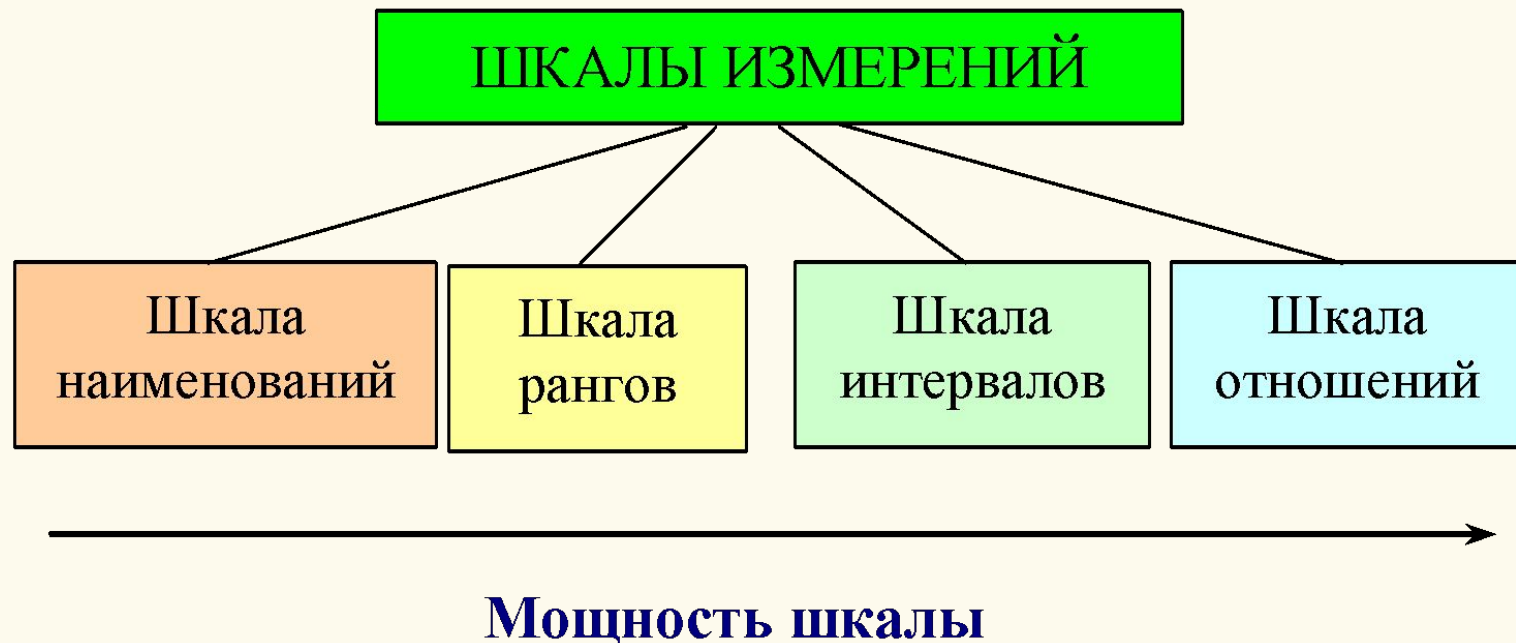 ШКАЛЫ ИЗМЕРЕНИЙ
Шкала
наименований
Шкала
рангов
Шкала
интервалов
Шкала
отношений
Мощность шкалы